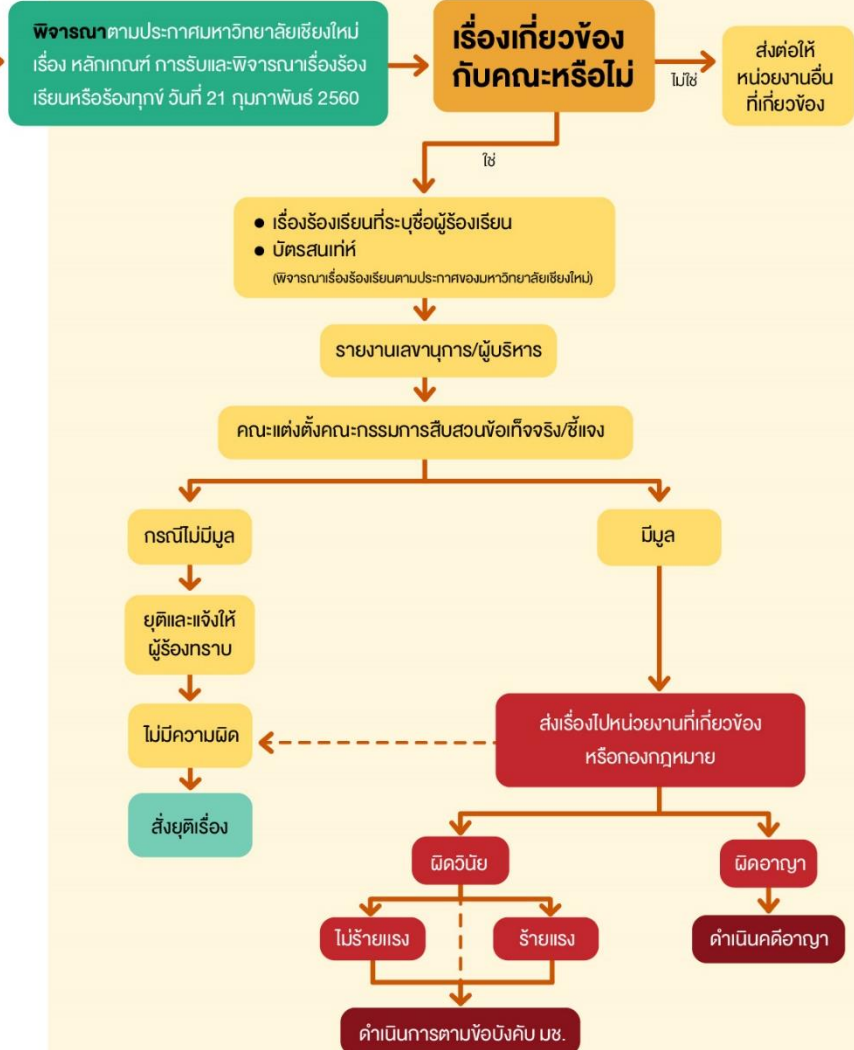 พิจารณาตามประกาศมหาวิทยาลัยเชียงใหม่
เรื่อง หลักเกณฑ์ การรับและพิจารณาเรื่องร้อง
เรียนหรือร้องทุกข์ วันที่ 21 กุมภาพันธ์ 2560
เรื่องเกี่ยวข้อง
กับคณะหรือไม่
ไม่ใช่
ส่งต่อให้
หน่วยงานอื่น
ที่เกี่ยวข้อง
ใช่
● เรื่องร้องเรียนที่ระบุชื่อผู้ร้องเรียน
● บัตรสนเท่ห์
(พิจารณาเรื่องร้องเรียนตามประกาศของมหาวิทยาลัยเชียงใหม่)
รายงานเลขานุการ/ผู้บริหาร
คณะแต่งตั้งคณะกรรมการสืบสวนข้อเท็จจริง/ชี้แจง
กรณีไม่มีมูล
มีมูล
ยุติและแจ้งให้
ผู้ร้องทราบ
ไม่มีความผิด
ส่งเรื่องไปหน่วยงานที่เกี่ยวข้อง
หรือกองกฎหมาย
สั่งยุติเรื่อง
ผิดวินัย
ผิดอาญา
ไม่ร้ายแรง
ร้ายแรง
ดำเนินคดีอาญา
ดำเนินการตามข้อบังคับ มช.